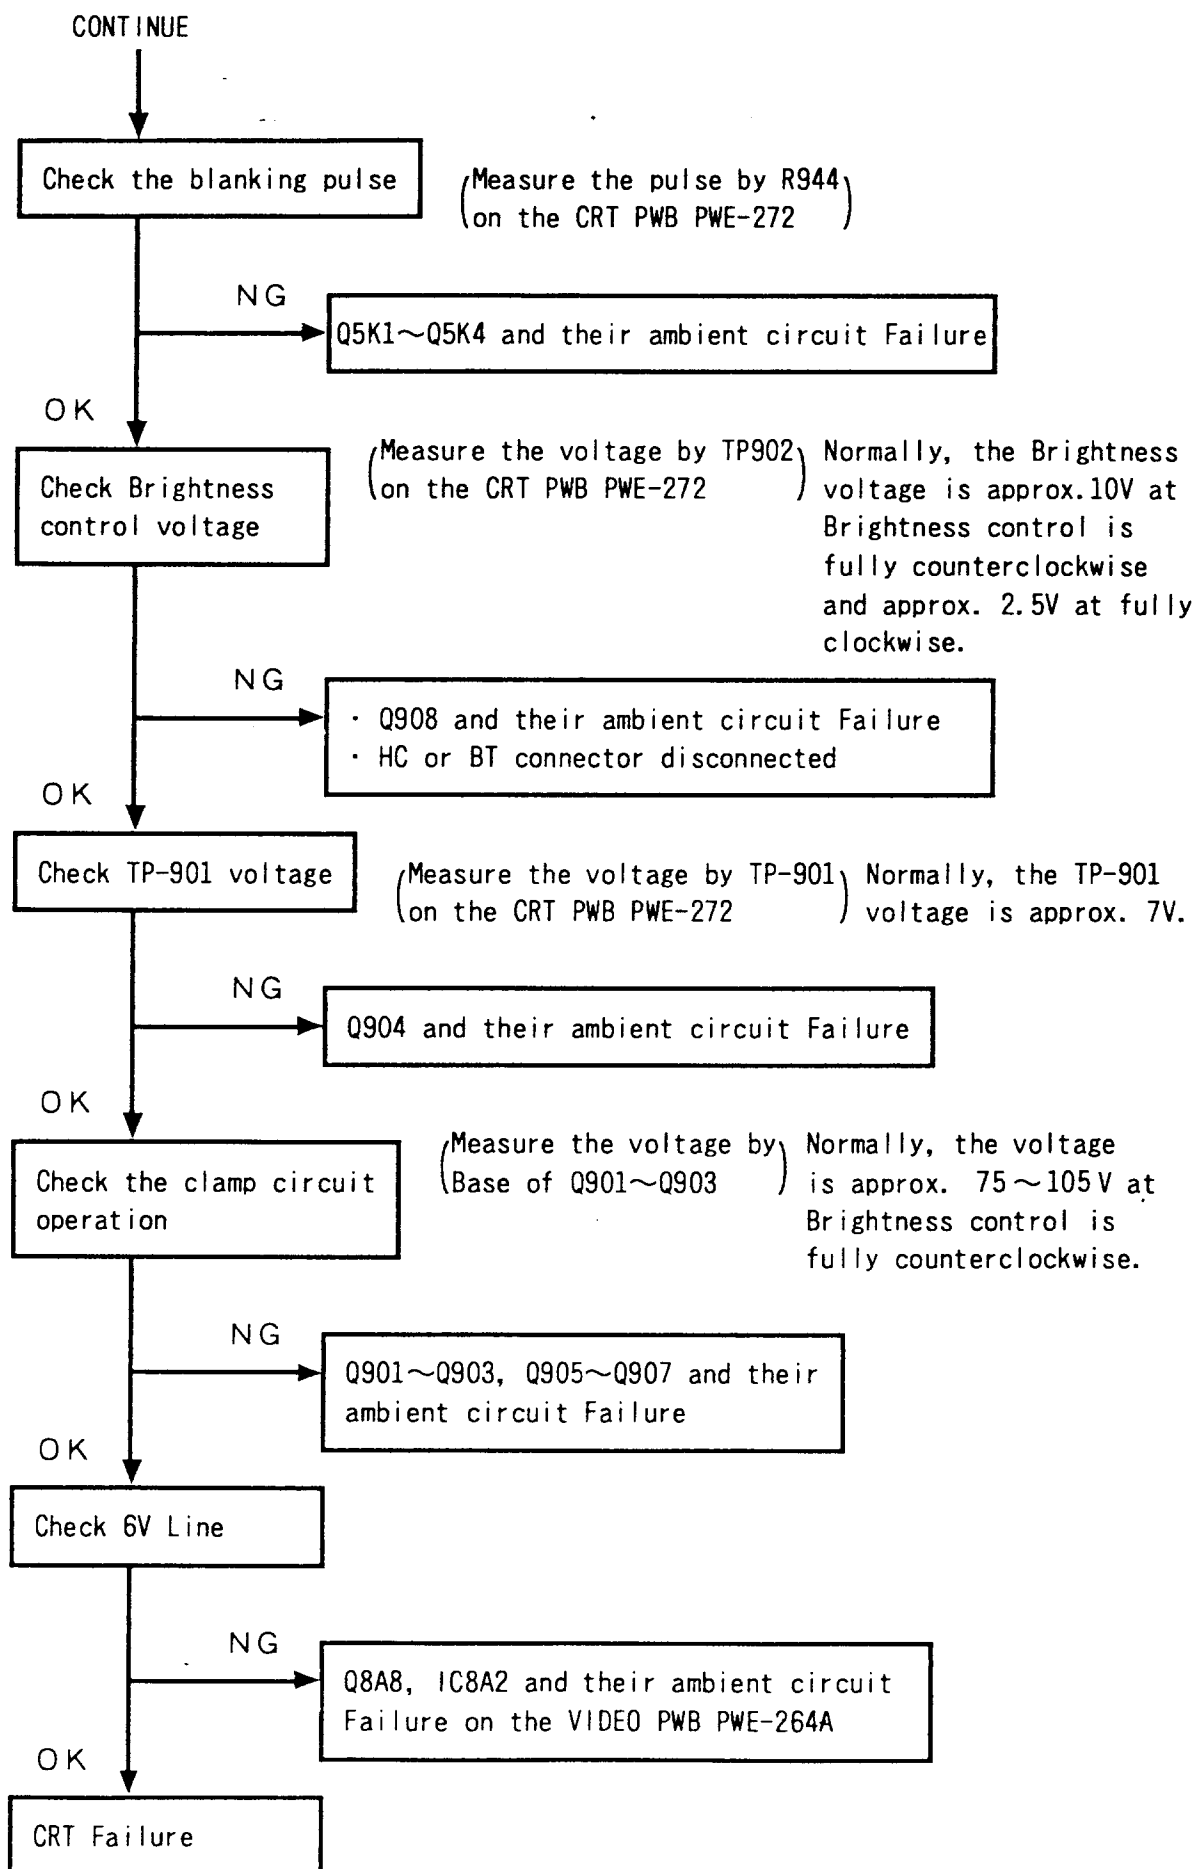 CONTINUE
Check the blanking pulse
(Measure the pulse by R944
on the CRT PWB PWE-272)
NG
Q5K1～Q5K4 and their ambient circuit Failure
OK
Check Brightness
control voltage
(Measure the voltage by TP902
on the CRT PWB PWE-272)
Normally, the Brightness
voltage is approx.10V at
Brightness control is
fully counterclockwise
and approx. 2.5V at fully
clockwise.
NG
· Q908 and their ambient circuit Failure
· HC or BT connector disconnected
OK
Check TP-901 voltage
(Measure the voltage by TP-901
on the CRT PWB PWE-272)
Normally, the TP-901
voltage is approx. 7V.
NG
Q904 and their ambient circuit Failure
OK
Check the clamp circuit
operation
(Measure the voltage by
Base of Q901～Q903)
Normally, the voltage
is approx. 75～105V at
Brightness control is
fully counterclockwise.
NG
Q901～Q903, Q905～Q907 and their
ambient circuit Failure
OK
Check 6V Line
NG
Q8A8, IC8A2 and their ambient circuit
Failure on the VIDEO PWB PWE-264A
OK
CRT Failure